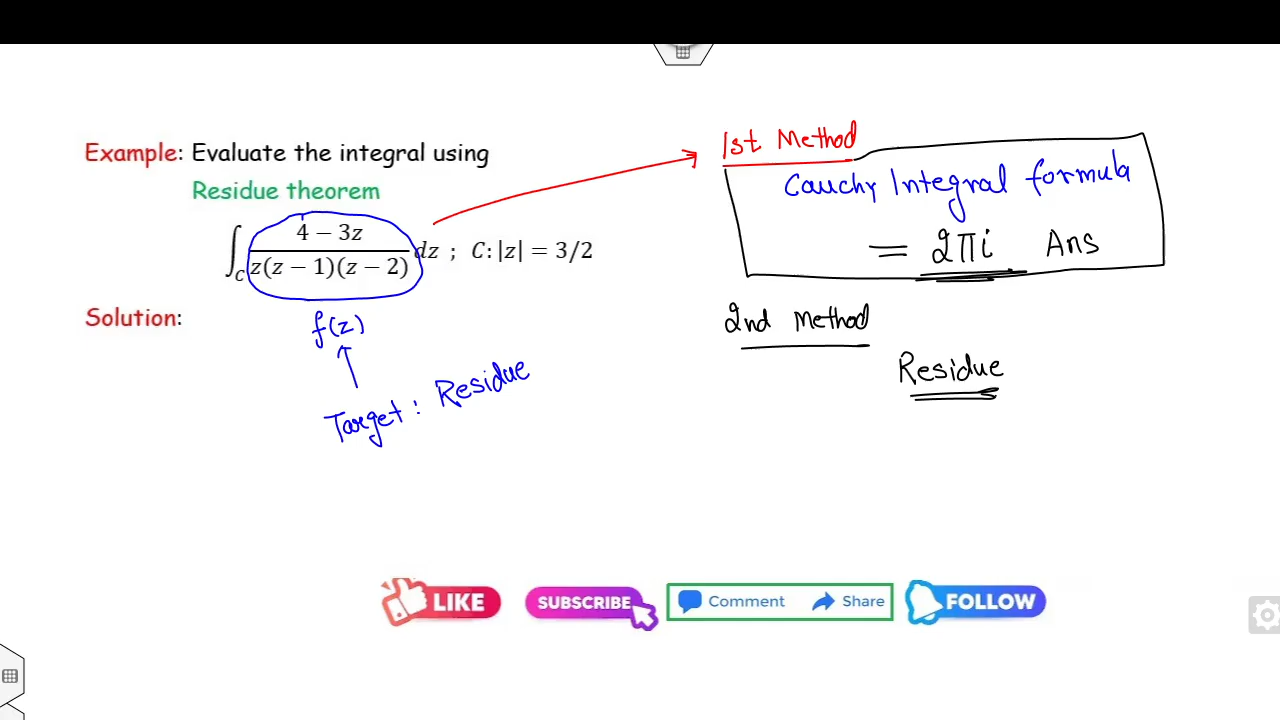 Example: Evaluate the integral using
Residue theorem
∫_C (4 − 3z)/(z(z − 1)(z − 2)) dz ; C: |z| = 3/2
Solution:
f(z)
Target: Residue
1st Method
Cauchy Integral formula
= 2πi Ans
2nd Method
Residue
LIKE SUBSCRIBE Comment Share FOLLOW